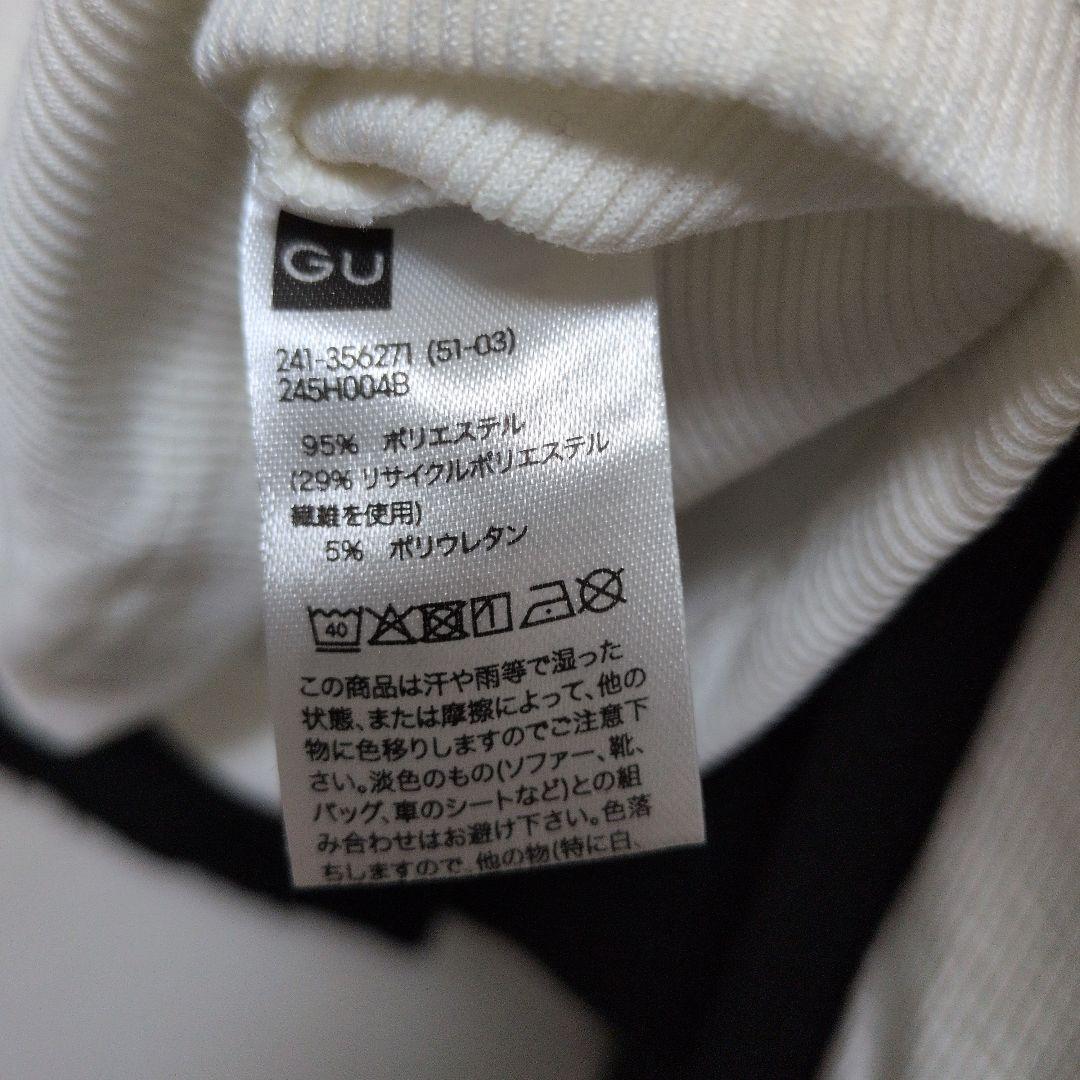 GU
241-356271 (51-03)
245H004B
95% ポリエステル
(29% リサイクルポリエステル
繊維を使用)
5% ポリウレタン
40
この商品は汗や雨等で湿った
状態、または摩擦によって、他の
物に色移りしますのでご注意下
さい。淡色のもの(ソファー、靴、
バッグ、車のシートなど)との組
み合わせはお避け下さい。色落
ちしますので、他の物(特に白、